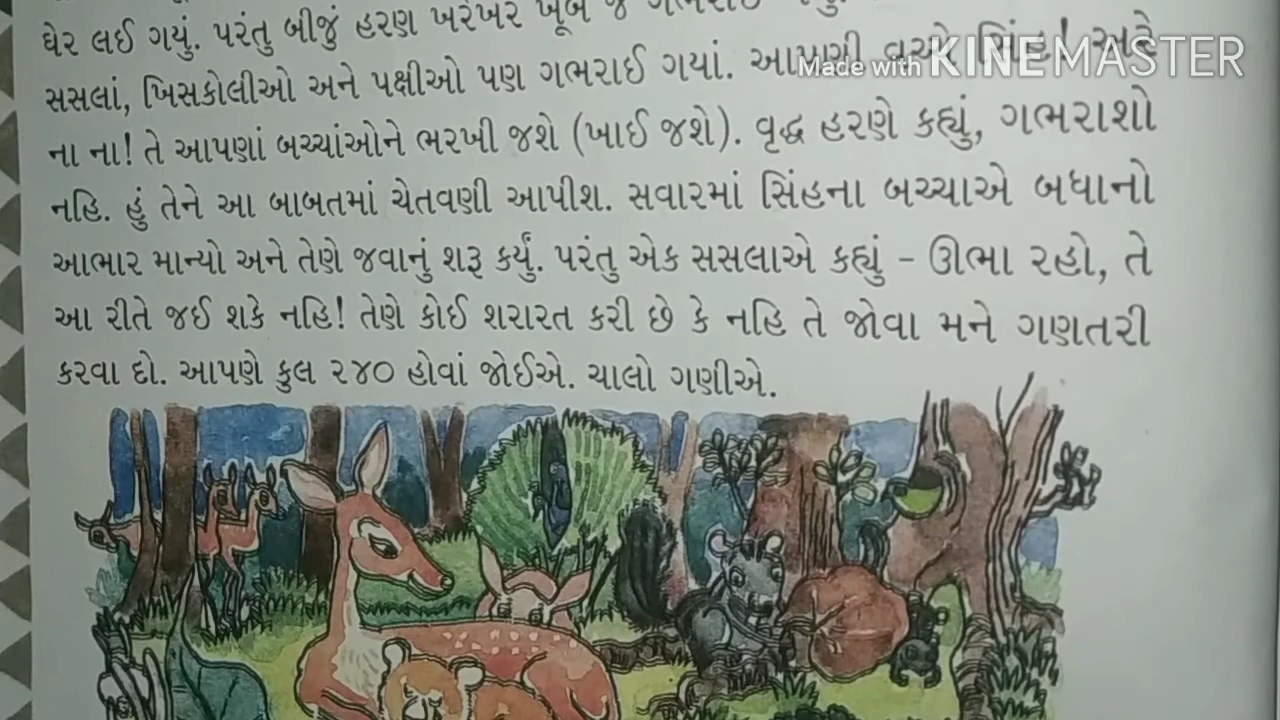 ઘેર લઈ ગયું. પરંતુ બીજું હરણ ખરેખર ખૂબ જ
સસલાં, ખિસકોલીઓ અને પક્ષીઓ પણ ગભરાઈ ગયાં. આપણી વચ્ચે સિંહ! અરે
Made with KINEMASTER
ના ના! તે આપણાં બચ્ચાંઓને ભરખી જશે (ખાઈ જશે). વૃદ્ધ હરણે કહ્યું, ગભરાશો
નહિ. હું તેને આ બાબતમાં ચેતવણી આપીશ. સવારમાં સિંહના બચ્ચાએ બધાનો
આભાર માન્યો અને તેણે જવાનું શરૂ કર્યું. પરંતુ એક સસલાએ કહ્યું – ઊભા રહો, તે
આ રીતે જઈ શકે નહિ! તેણે કોઈ શરારત કરી છે કે નહિ તે જોવા મને ગણતરી
કરવા દો. આપણે કુલ ૨૪૦ હોવાં જોઈએ. ચાલો ગણીએ.